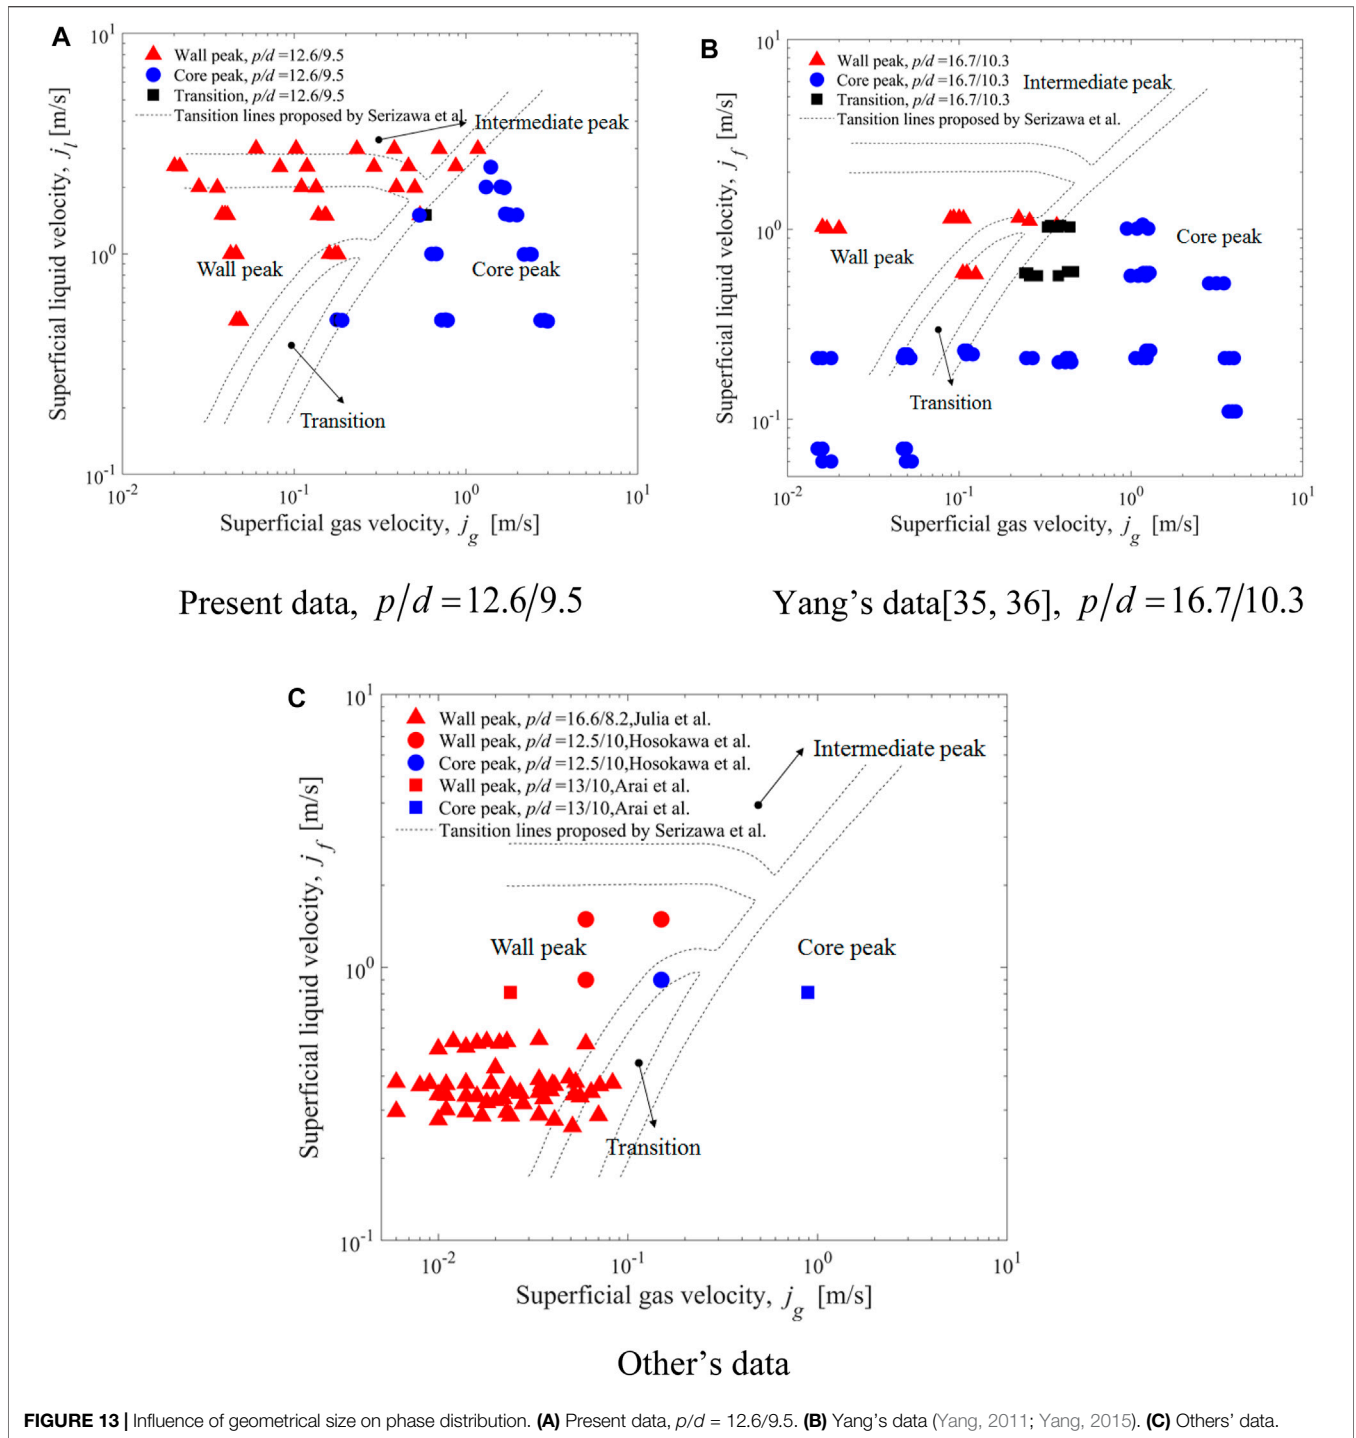 A
10^1
Wall peak, p/d =12.6/9.5
Core peak, p/d =12.6/9.5
Transition, p/d =12.6/9.5
Tansition lines proposed by Serizawa et al.
Intermediate peak
Superficial liquid velocity, j_l [m/s]
10^0
Wall peak
Core peak
Transition
10^-1
10^-2
10^-1
10^0
10^1
Superficial gas velocity, j_g [m/s]
Present data, p/d = 12.6/9.5
B
10^1
Wall peak, p/d =16.7/10.3
Core peak, p/d =16.7/10.3
Transition, p/d =16.7/10.3
Tansition lines proposed by Serizawa et al.
Intermediate peak
Superficial liquid velocity, j_f [m/s]
10^0
Wall peak
Core peak
Transition
10^-1
10^-2
10^-1
10^0
10^1
Superficial gas velocity, j_g [m/s]
Yang’s data[35, 36], p/d = 16.7/10.3
C
10^1
Wall peak, p/d =16.6/8.2,Julia et al.
Wall peak, p/d =12.5/10,Hosokawa et al.
Core peak, p/d =12.5/10,Hosokawa et al.
Wall peak, p/d =13/10,Arai et al.
Core peak, p/d =13/10,Arai et al.
Tansition lines proposed by Serizawa et al.
Intermediate peak
Superficial liquid velocity, j_f [m/s]
10^0
Wall peak
Core peak
Transition
10^-1
10^-2
10^-1
10^0
10^1
Superficial gas velocity, j_g [m/s]
Other’s data
FIGURE 13 | Influence of geometrical size on phase distribution. (A) Present data, p/d = 12.6/9.5. (B) Yang’s data (Yang, 2011; Yang, 2015). (C) Others’ data.